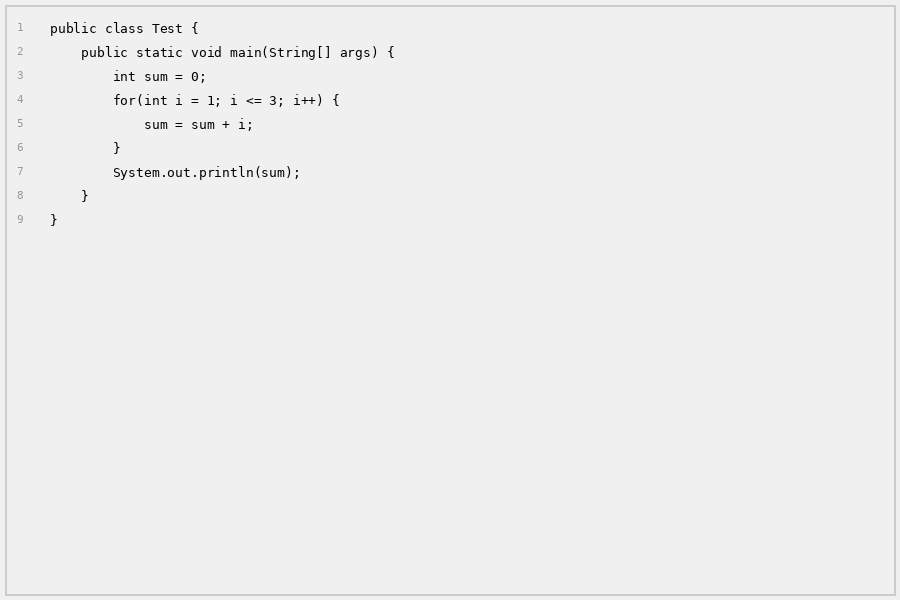 1 public class Test {
2     public static void main(String[] args) {
3         int sum = 0;
4         for(int i = 1; i <= 3; i++) {
5             sum = sum + i;
6         }
7         System.out.println(sum);
8     }
9 }